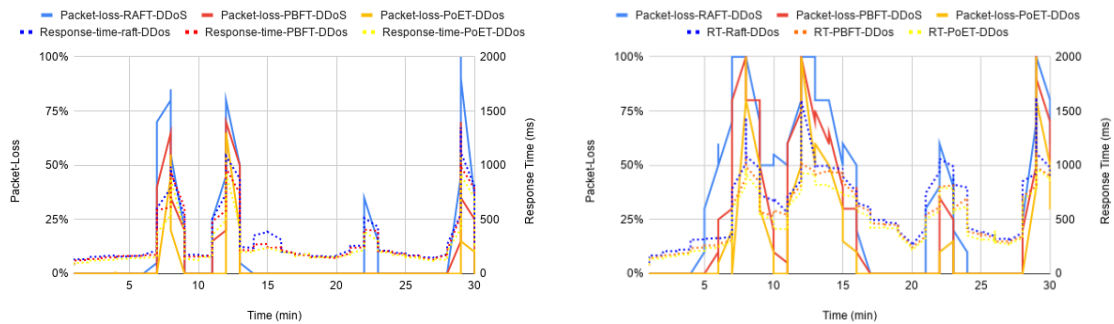 Packet-loss-RAFT-DDoS Packet-loss-PBFT-DDoS Packet-loss-PoET-DDos
Response-time-raft-DDos Response-time-PBFT-DDos Response-time-PoET-DDos
100%
75%
50%
25%
0%
Packet-Loss
2000
1500
1000
500
0
Response Time (ms)
5 10 15 20 25 30
Time (min)
Packet-loss-RAFT-DDoS Packet-loss-PBFT-DDoS Packet-loss-PoET-DDos
RT-Raft-DDos RT-PBFT-DDos RT-PoET-DDos
100%
75%
50%
25%
0%
Packet-Loss
2000
1500
1000
500
0
Response Time (ms)
5 10 15 20 25 30
Time (min)